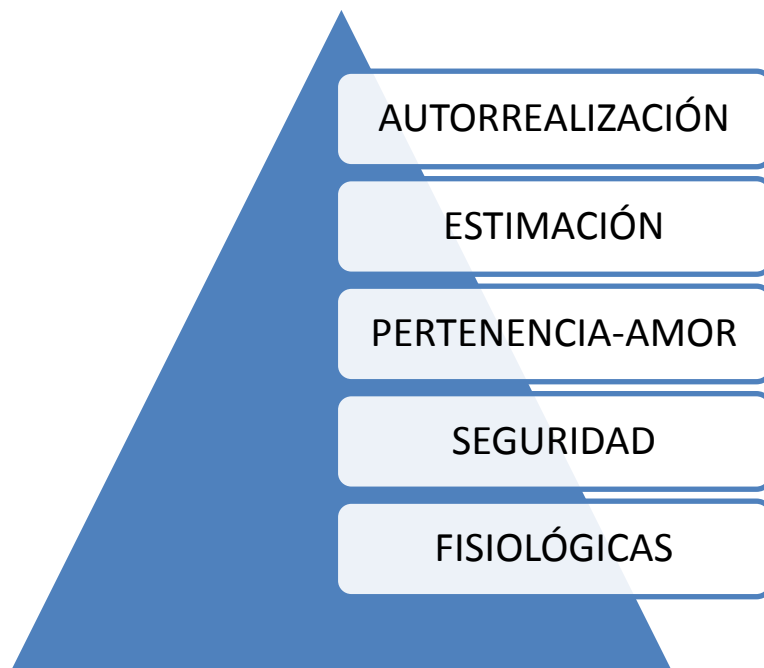 AUTORREALIZACIÓN
ESTIMACIÓN
PERTENENCIA-AMOR
SEGURIDAD
FISIOLÓGICAS